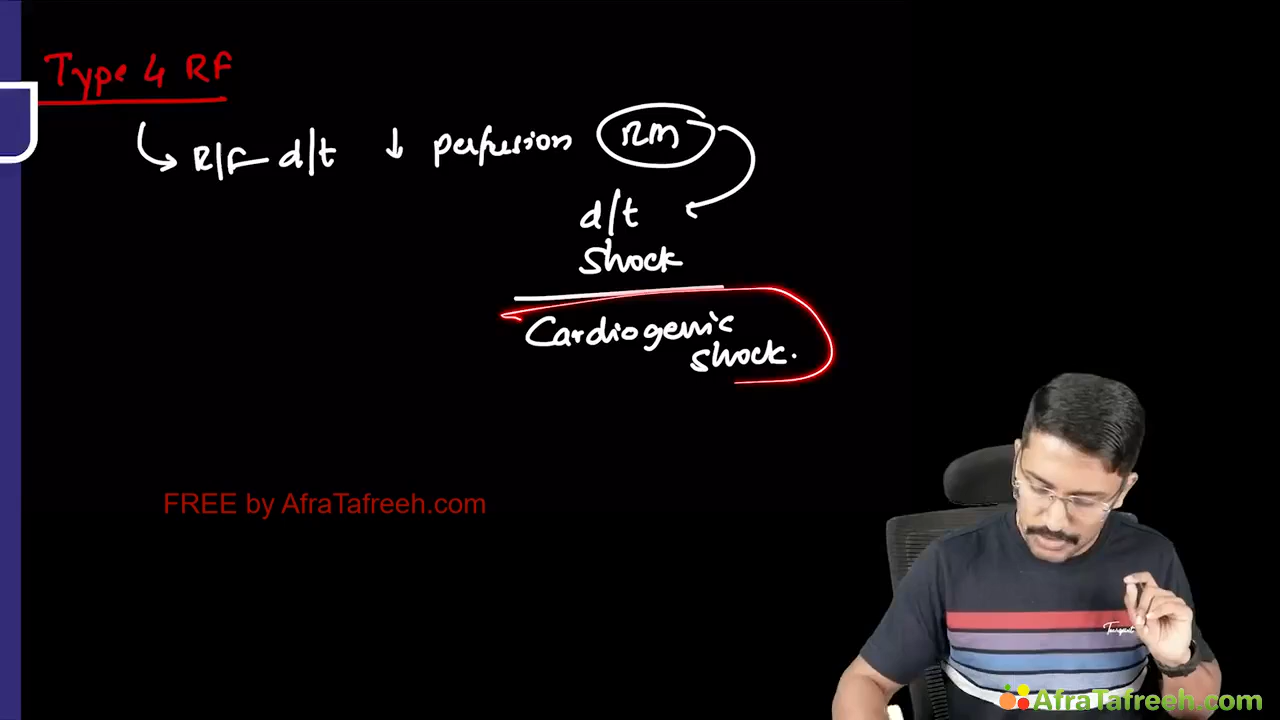 Type 4 RF
R/F d/t ↓ perfusion RM
d/t
Shock
Cardiogenic
shock.
FREE by AfraTafreeh.com
AfraTafreeh.com